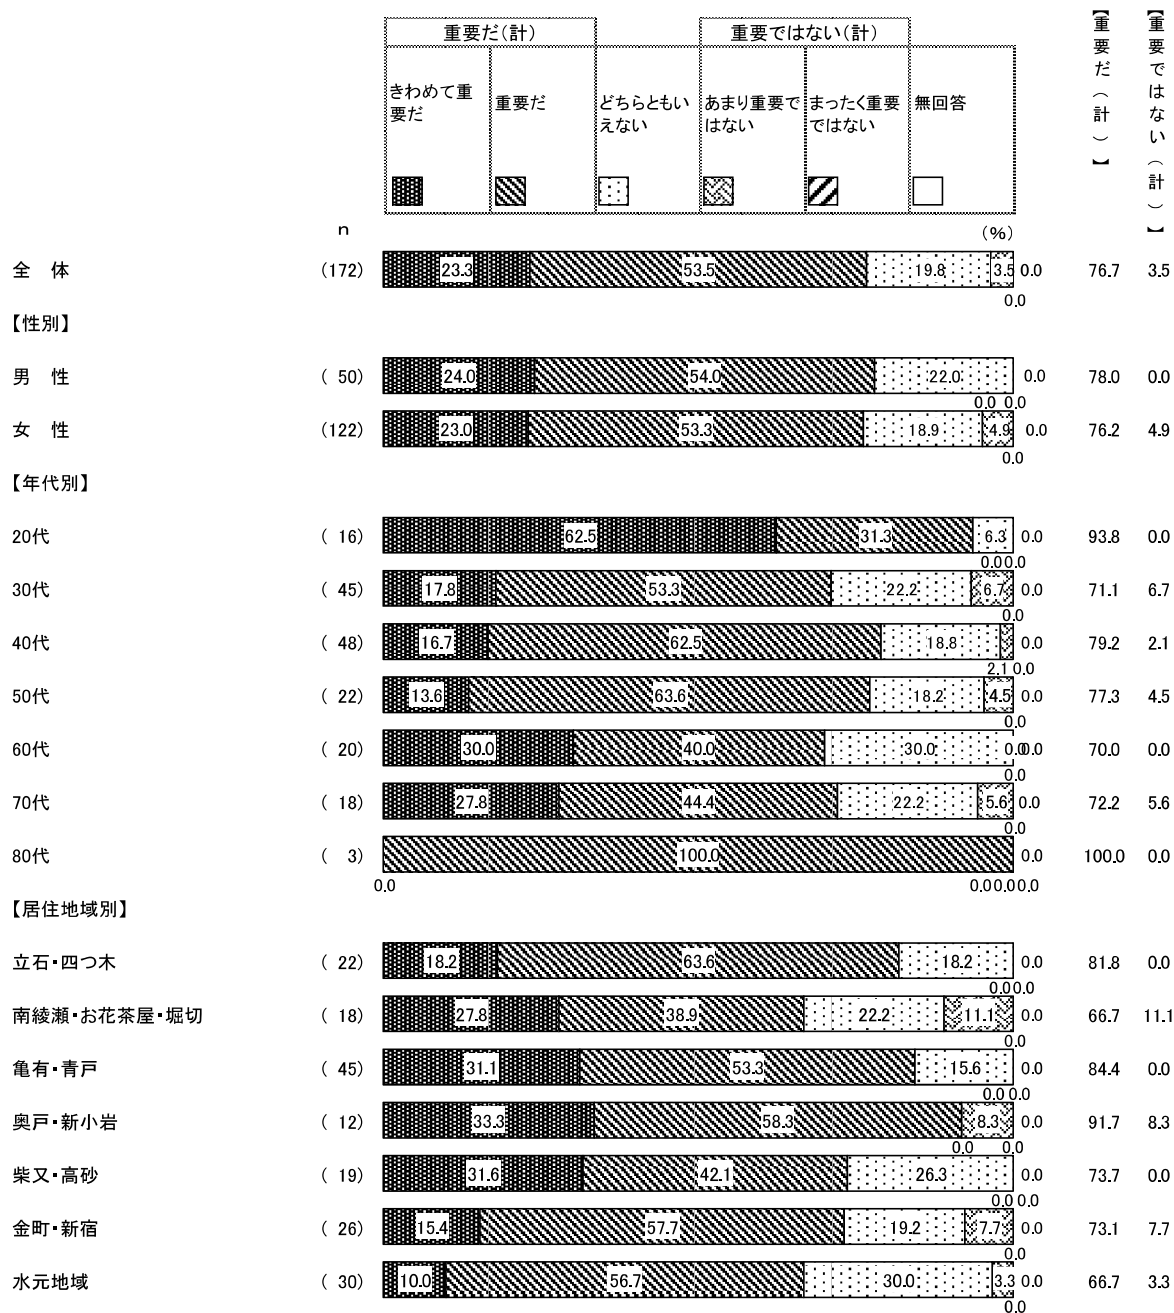 重要だ(計) 重要ではない(計) 【重要だ(計)】 【重要ではない(計)】
きわめて重要だ 重要だ どちらともいえない あまり重要ではない まったく重要ではない 無回答
n (%)
全 体 (172) 23.3 53.5 19.8 3.5 0.0 76.7 3.5
0.0
【性別】
男 性 ( 50) 24.0 54.0 22.0 0.0 78.0 0.0
0.0 0.0
女 性 (122) 23.0 53.3 18.9 4.9 0.0 76.2 4.9
0.0
【年代別】
20代 ( 16) 62.5 31.3 6.3 0.0 93.8 0.0
0.0 0.0
30代 ( 45) 17.8 53.3 22.2 6.7 0.0 71.1 6.7
0.0
40代 ( 48) 16.7 62.5 18.8 0.0 79.2 2.1
2.1 0.0
50代 ( 22) 13.6 63.6 18.2 4.5 0.0 77.3 4.5
0.0
60代 ( 20) 30.0 40.0 30.0 0.0 0.0 70.0 0.0
0.0
70代 ( 18) 27.8 44.4 22.2 5.6 0.0 72.2 5.6
0.0
80代 ( 3) 100.0 0.0 100.0 0.0
0.0 0.0 0.0 0.0
【居住地域別】
立石・四つ木 ( 22) 18.2 63.6 18.2 0.0 81.8 0.0
0.0 0.0
南綾瀬・お花茶屋・堀切 ( 18) 27.8 38.9 22.2 11.1 0.0 66.7 11.1
0.0
亀有・青戸 ( 45) 31.1 53.3 15.6 0.0 84.4 0.0
0.0 0.0
奥戸・新小岩 ( 12) 33.3 58.3 8.3 0.0 91.7 8.3
0.0 0.0
柴又・高砂 ( 19) 31.6 42.1 26.3 0.0 73.7 0.0
0.0 0.0
金町・新宿 ( 26) 15.4 57.7 19.2 7.7 0.0 73.1 7.7
0.0
水元地域 ( 30) 10.0 56.7 30.0 3.3 0.0 66.7 3.3
0.0